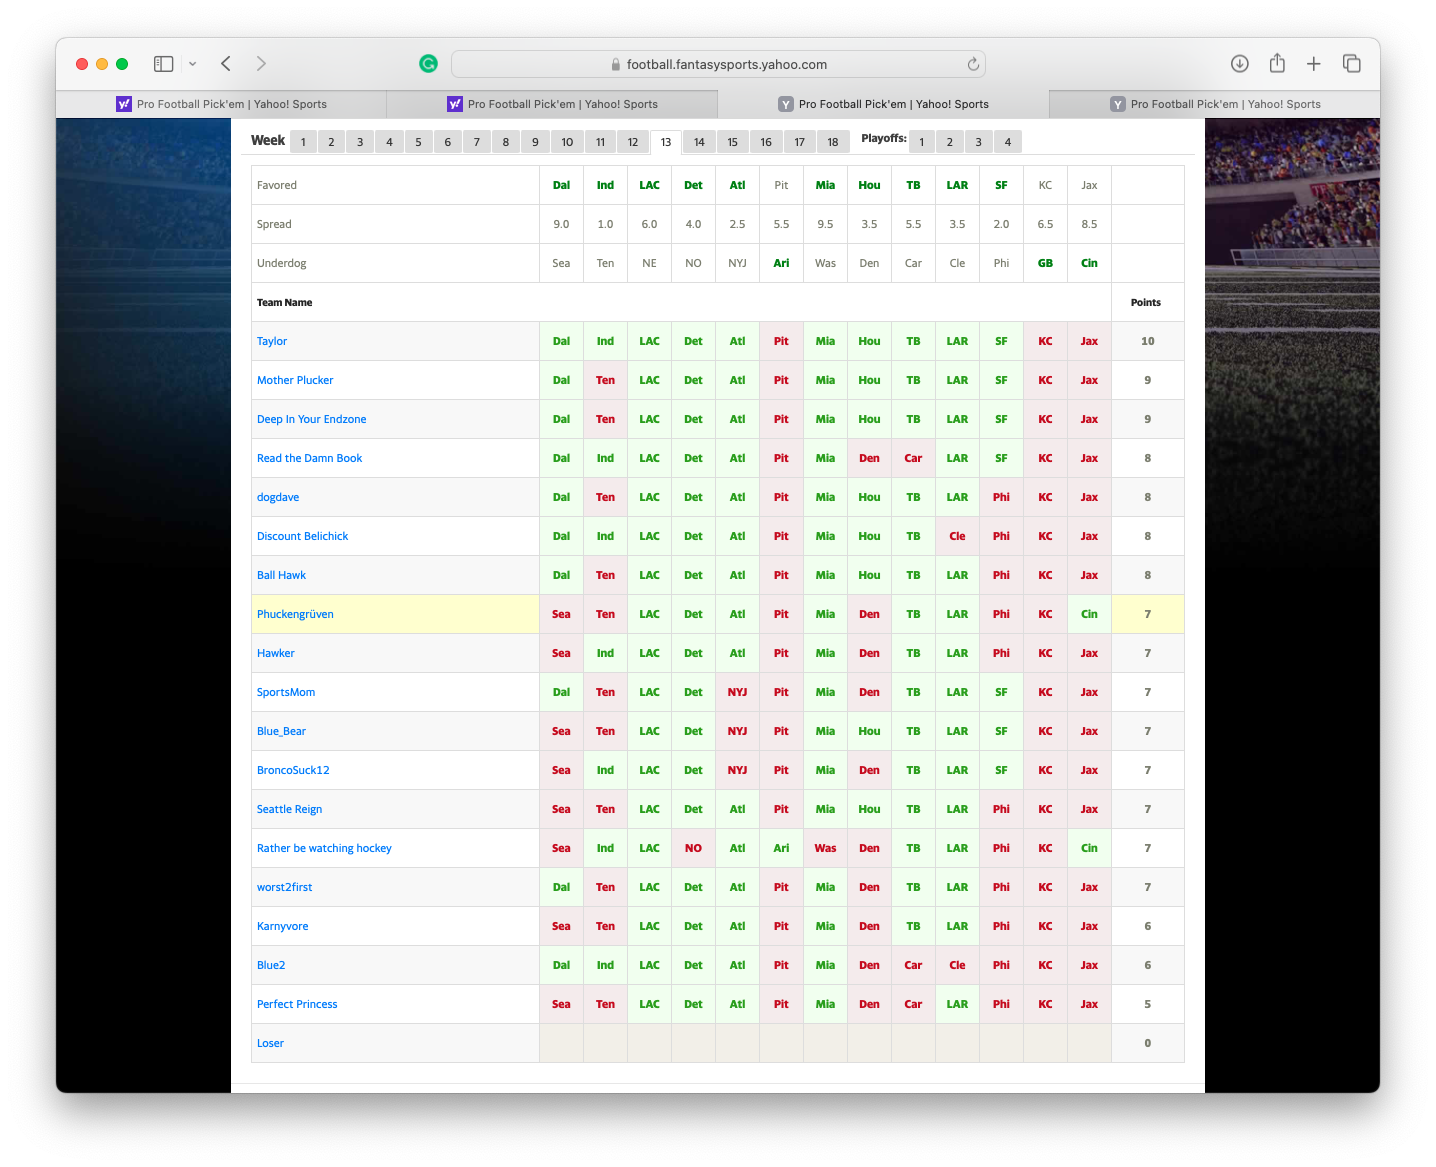 football.fantasysports.yahoo.com
y! Pro Football Pick'em | Yahoo! Sports y! Pro Football Pick'em | Yahoo! Sports Y Pro Football Pick'em | Yahoo! Sports Y Pro Football Pick'em | Yahoo! Sports
Week 1 2 3 4 5 6 7 8 9 10 11 12 13 14 15 16 17 18 Playoffs: 1 2 3 4
Favored Dal Ind LAC Det Atl Pit Mia Hou TB LAR SF KC Jax
Spread 9.0 1.0 6.0 4.0 2.5 5.5 9.5 3.5 5.5 3.5 2.0 6.5 8.5
Underdog Sea Ten NE NO NYJ Ari Was Den Car Cle Phi GB Cin
Team Name Points
Taylor Dal Ind LAC Det Atl Pit Mia Hou TB LAR SF KC Jax 10
Mother Plucker Dal Ten LAC Det Atl Pit Mia Hou TB LAR SF KC Jax 9
Deep In Your Endzone Dal Ten LAC Det Atl Pit Mia Hou TB LAR SF KC Jax 9
Read the Damn Book Dal Ind LAC Det Atl Pit Mia Den Car LAR SF KC Jax 8
dogdave Dal Ten LAC Det Atl Pit Mia Hou TB LAR Phi KC Jax 8
Discount Belichick Dal Ind LAC Det Atl Pit Mia Hou TB Cle Phi KC Jax 8
Ball Hawk Dal Ten LAC Det Atl Pit Mia Hou TB LAR Phi KC Jax 8
Phuckengrüven Sea Ten LAC Det Atl Pit Mia Den TB LAR Phi KC Cin 7
Hawker Sea Ind LAC Det Atl Pit Mia Den TB LAR Phi KC Jax 7
SportsMom Dal Ten LAC Det NYJ Pit Mia Den TB LAR SF KC Jax 7
Blue_Bear Sea Ten LAC Det NYJ Pit Mia Hou TB LAR SF KC Jax 7
BroncoSuck12 Sea Ind LAC Det NYJ Pit Mia Den TB LAR SF KC Jax 7
Seattle Reign Sea Ten LAC Det Atl Pit Mia Hou TB LAR Phi KC Jax 7
Rather be watching hockey Sea Ind LAC NO Atl Ari Was Den TB LAR Phi KC Cin 7
worst2first Dal Ten LAC Det Atl Pit Mia Den TB LAR Phi KC Jax 7
Karnyvore Sea Ten LAC Det Atl Pit Mia Den TB LAR Phi KC Jax 6
Blue2 Dal Ind LAC Det Atl Pit Mia Den Car Cle Phi KC Jax 6
Perfect Princess Sea Ten LAC Det Atl Pit Mia Den Car LAR Phi KC Jax 5
Loser 0